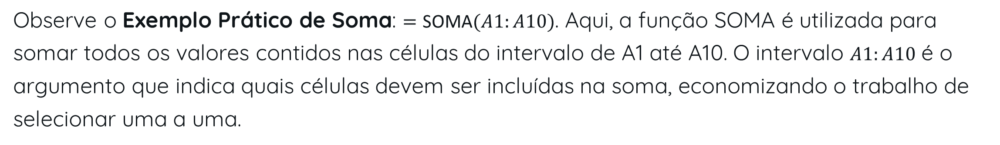 Observe o Exemplo Prático de Soma: = SOMA(A1: A10). Aqui, a função SOMA é utilizada para
somar todos os valores contidos nas células do intervalo de A1 até A10. O intervalo A1: A10 é o
argumento que indica quais células devem ser incluídas na soma, economizando o trabalho de
selecionar uma a uma.